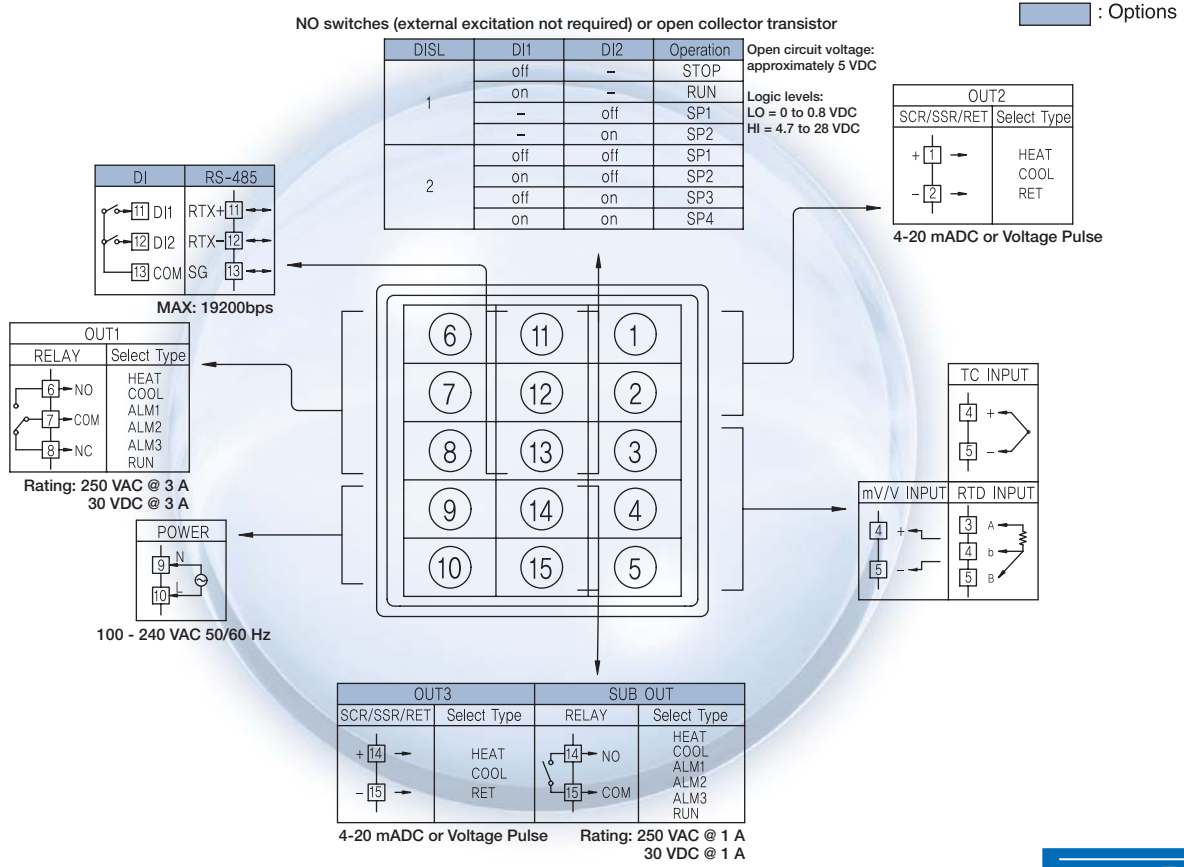 : Options
NO switches (external excitation not required) or open collector transistor
DISL DI1 DI2 Operation
1 off – STOP
on – RUN
– off SP1
– on SP2
2 off off SP1
on off SP2
off on SP3
on on SP4
Open circuit voltage:
approximately 5 VDC
Logic levels:
LO = 0 to 0.8 VDC
HI = 4.7 to 28 VDC
OUT2
SCR/SSR/RET Select Type
+ 1 HEAT
COOL
- 2 RET
4-20 mADC or Voltage Pulse
DI RS-485
11 DI1 RTX+ 11
12 DI2 RTX- 12
13 COM SG 13
MAX: 19200bps
OUT1
RELAY Select Type
6 NO HEAT
COOL
7 COM ALM1
ALM2
8 NC ALM3
RUN
Rating: 250 VAC @ 3 A
30 VDC @ 3 A
POWER
9 N
10 L
100 - 240 VAC 50/60 Hz
6 11 1
7 12 2
8 13 3
9 14 4
10 15 5
TC INPUT
4 +
5 -
mV/V INPUT RTD INPUT
4 + 3 A
4 b
5 - 5 B
OUT3 SUB OUT
SCR/SSR/RET Select Type RELAY Select Type
+ 14 HEAT 14 NO HEAT
COOL COOL
- 15 RET 15 COM ALM1
ALM2
ALM3
RUN
4-20 mADC or Voltage Pulse Rating: 250 VAC @ 1 A
30 VDC @ 1 A